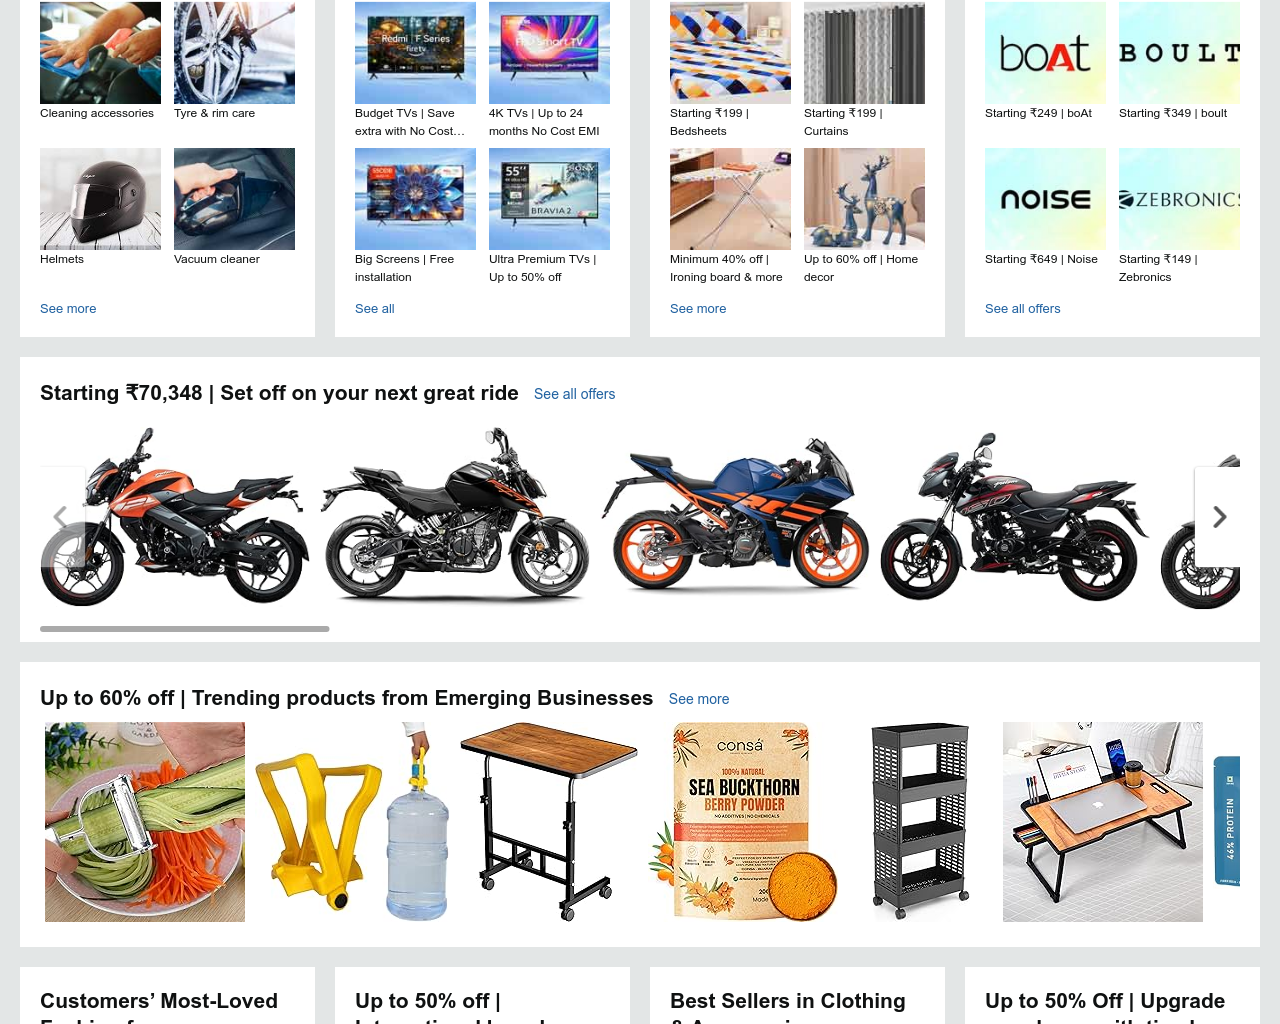 Redmi | F Series
firetv
Smart TV
boAt
BOULT
Cleaning accessories
Tyre & rim care
Budget TVs | Save
extra with No Cost…
4K TVs | Up to 24
months No Cost EMI
Starting ₹199 |
Bedsheets
Starting ₹199 |
Curtains
Starting ₹249 | boAt
Starting ₹349 | boult
55"
SONY
BRAVIA 2
NOISE
ZEBRONICS
Helmets
Vacuum cleaner
Big Screens | Free
installation
Ultra Premium TVs |
Up to 50% off
Minimum 40% off |
Ironing board & more
Up to 60% off | Home
decor
Starting ₹649 | Noise
Starting ₹149 |
Zebronics
See more
See all
See more
See all offers
Starting ₹70,348 | Set off on your next great ride
See all offers
Up to 60% off | Trending products from Emerging Businesses
See more
consá
100% NATURAL
SEA BUCKTHORN
BERRY POWDER
NO ADDITIVES | NO CHEMICALS
46% PROTEIN
Customers’ Most-Loved
Up to 50% off |
Best Sellers in Clothing
Up to 50% Off | Upgrade